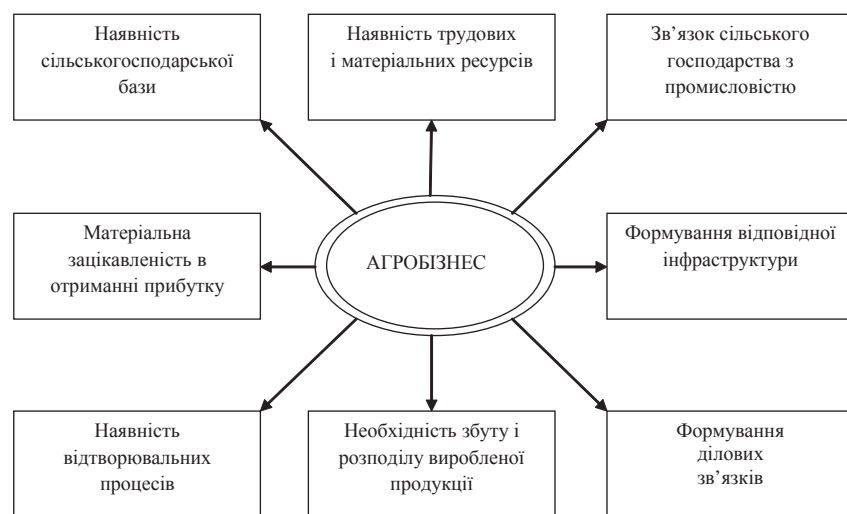 Наявність
сільськогосподарської
бази
Наявність трудових
і матеріальних ресурсів
Зв’язок сільського
господарства з
промисловістю
Матеріальна
зацікавленість в
отриманні прибутку
АГРОБІЗНЕС
Формування відповідної
інфраструктури
Наявність
відтворювальних
процесів
Необхідність збуту і
розподілу виробленої
продукції
Формування
ділових
зв’язків